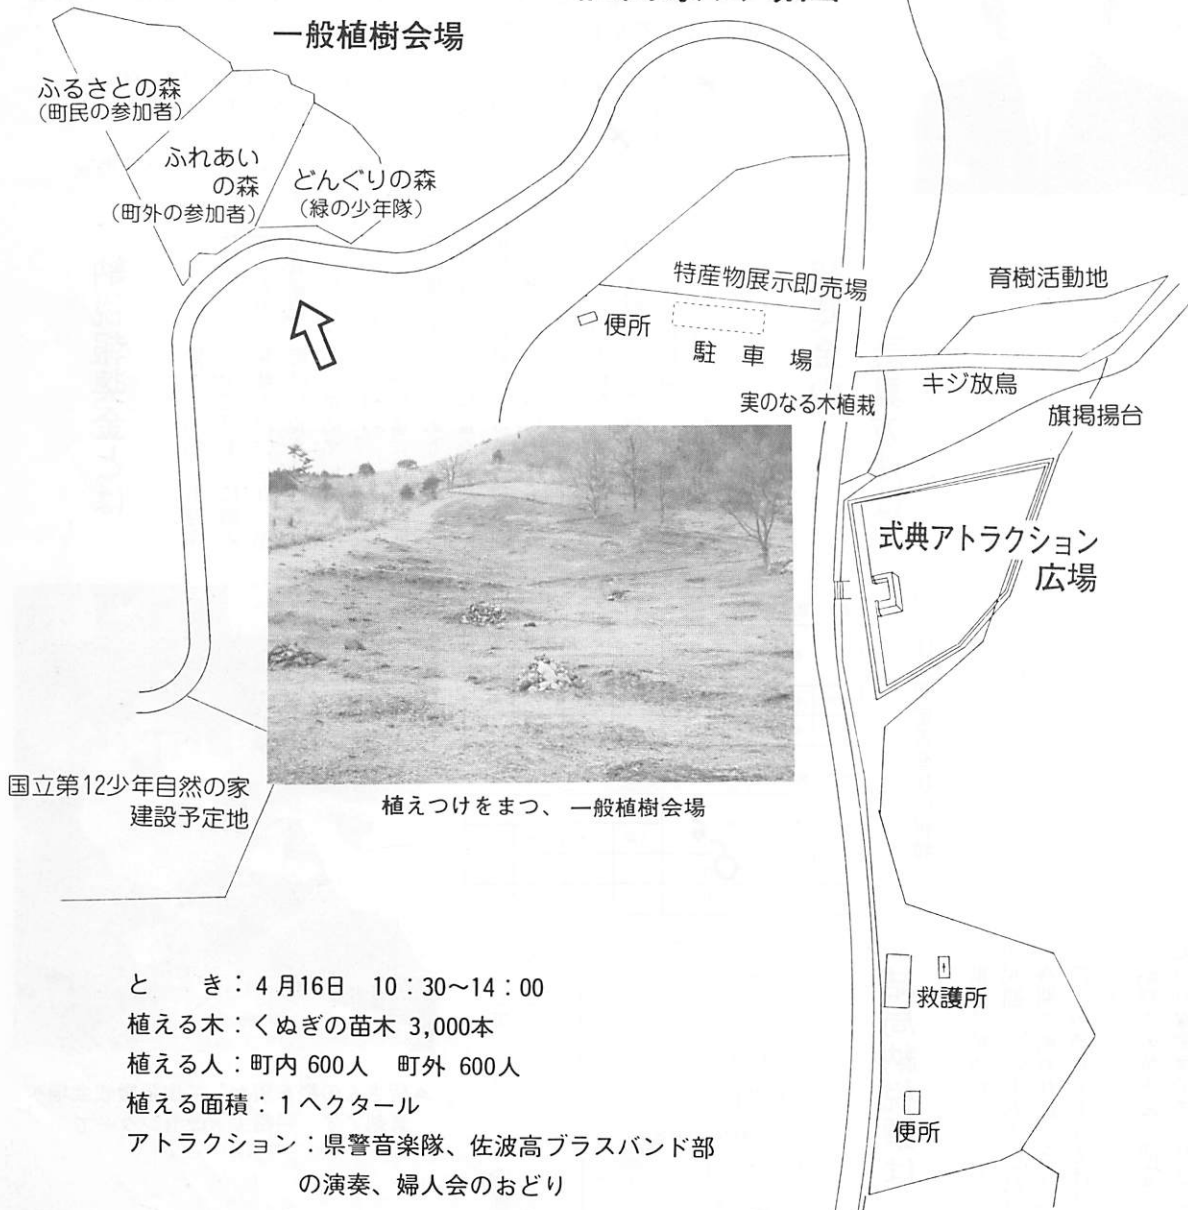 一般植樹会場
ふるさとの森
(町民の参加者)
ふれあい
の森
(町外の参加者)
どんぐりの森
(緑の少年隊)
特産物展示即売場
便所
駐車場
実のなる木植栽
育樹活動地
キジ放鳥
旗掲揚台
式典アトラクション
広場
植えつけをまつ、一般植樹会場
国立第12少年自然の家
建設予定地
救護所
便所
とき：4月16日 10：30〜14：00
植える木：くぬぎの苗木 3,000本
植える人：町内 600人 町外 600人
植える面積：1ヘクタール
アトラクション：県警音楽隊、佐波高ブラスバンド部
の演奏、婦人会のおどり